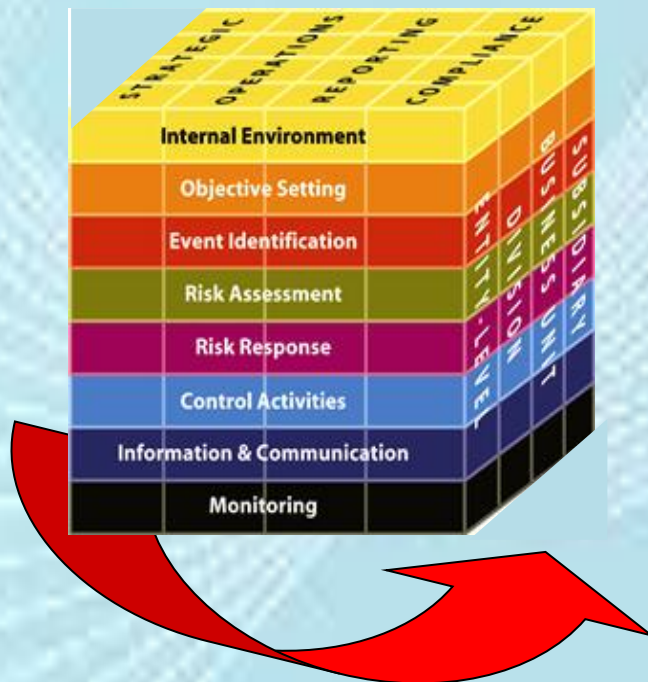 STRATEGIC
OPERATIONS
REPORTING
COMPLIANCE
Internal Environment
Objective Setting
Event Identification
Risk Assessment
Risk Response
Control Activities
Information & Communication
Monitoring
ENTITY-LEVEL
DIVISION
BUSINESS UNIT
SUBSIDIARY